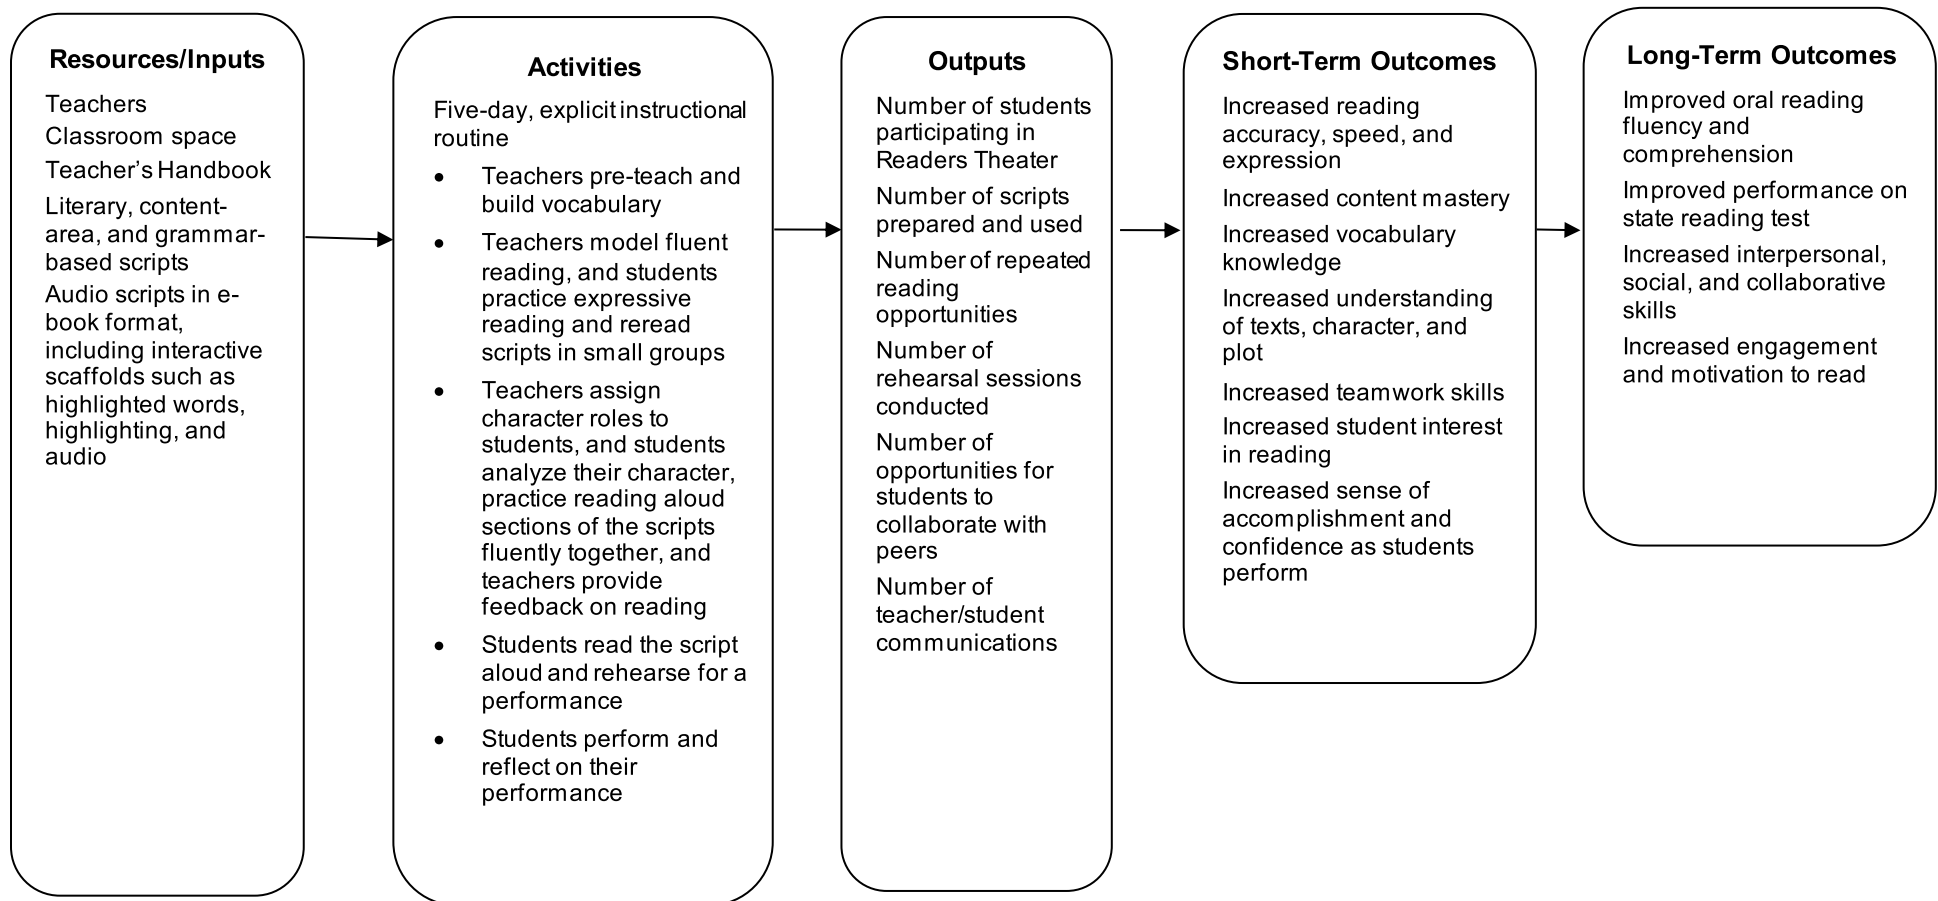 Resources/Inputs
Teachers
Classroom space
Teacher’s Handbook
Literary, content-
area, and grammar-
based scripts
Audio scripts in e-
book format,
including interactive
scaffolds such as
highlighted words,
highlighting, and
audio
Activities
Five-day, explicit instructional
routine
• Teachers pre-teach and
build vocabulary
• Teachers model fluent
reading, and students
practice expressive
reading and reread
scripts in small groups
• Teachers assign
character roles to
students, and students
analyze their character,
practice reading aloud
sections of the scripts
fluently together, and
teachers provide
feedback on reading
• Students read the script
aloud and rehearse for a
performance
• Students perform and
reflect on their
performance
Outputs
Number of students
participating in
Readers Theater
Number of scripts
prepared and used
Number of repeated
reading
opportunities
Number of
rehearsal sessions
conducted
Number of
opportunities for
students to
collaborate with
peers
Number of
teacher/student
communications
Short-Term Outcomes
Increased reading
accuracy, speed, and
expression
Increased content mastery
Increased vocabulary
knowledge
Increased understanding
of texts, character, and
plot
Increased teamwork skills
Increased student interest
in reading
Increased sense of
accomplishment and
confidence as students
perform
Long-Term Outcomes
Improved oral reading
fluency and
comprehension
Improved performance on
state reading test
Increased interpersonal,
social, and collaborative
skills
Increased engagement
and motivation to read